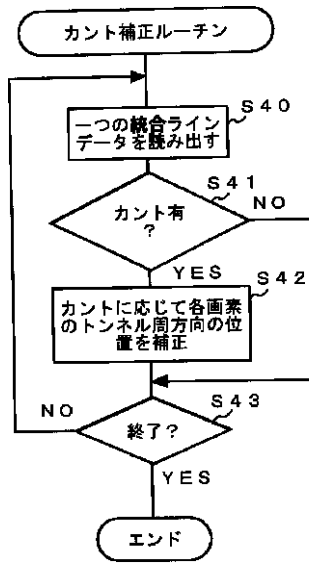 カント補正ルーチン
S40
一つの統合ライン
データを読み出す
S41
カント有
?
NO
YES
S42
カントに応じて各画素
のトンネル周方向の位
置を補正
NO
S43
終了?
YES
エンド